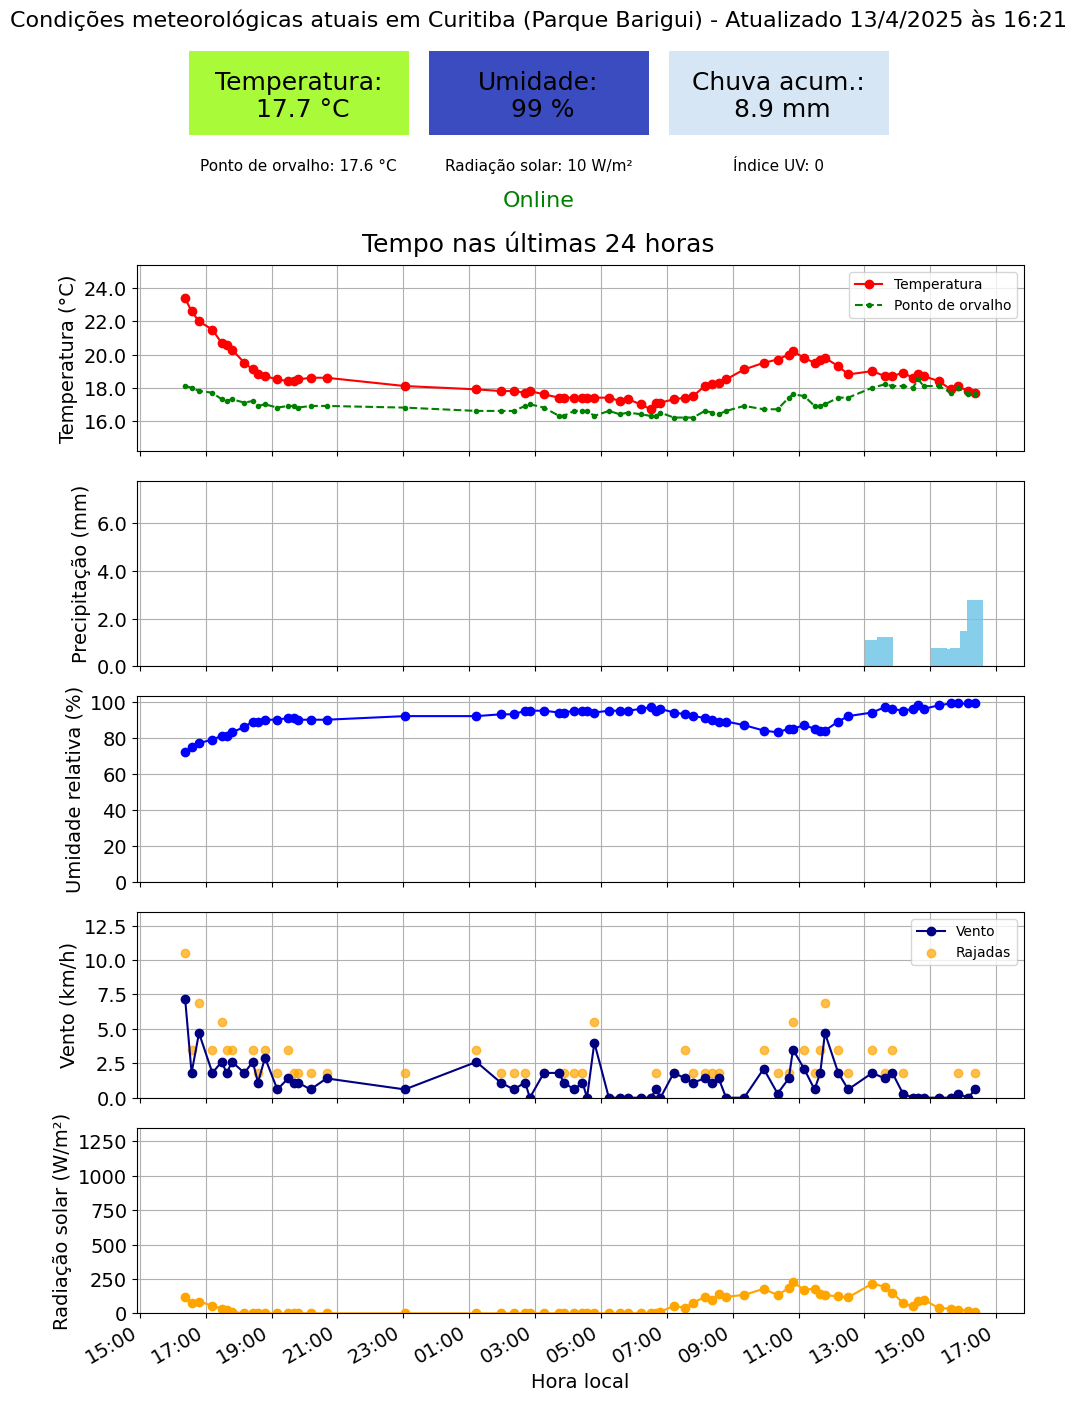 Condições meteorológicas atuais em Curitiba (Parque Barigui) - Atualizado 13/4/2025 às 16:21
Temperatura:
17.7 °C
Umidade:
99 %
Chuva acum.:
8.9 mm
Ponto de orvalho: 17.6 °C
Radiação solar: 10 W/m²
Índice UV: 0
Online
Tempo nas últimas 24 horas
Temperatura (°C)
24.0
22.0
20.0
18.0
16.0
Temperatura
Ponto de orvalho
Precipitação (mm)
6.0
4.0
2.0
0.0
Umidade relativa (%)
100
80
60
40
20
0
Vento (km/h)
12.5
10.0
7.5
5.0
2.5
0.0
Vento
Rajadas
Radiação solar (W/m²)
1250
1000
750
500
250
0
15:00
17:00
19:00
21:00
23:00
01:00
03:00
05:00
07:00
09:00
11:00
13:00
15:00
17:00
Hora local